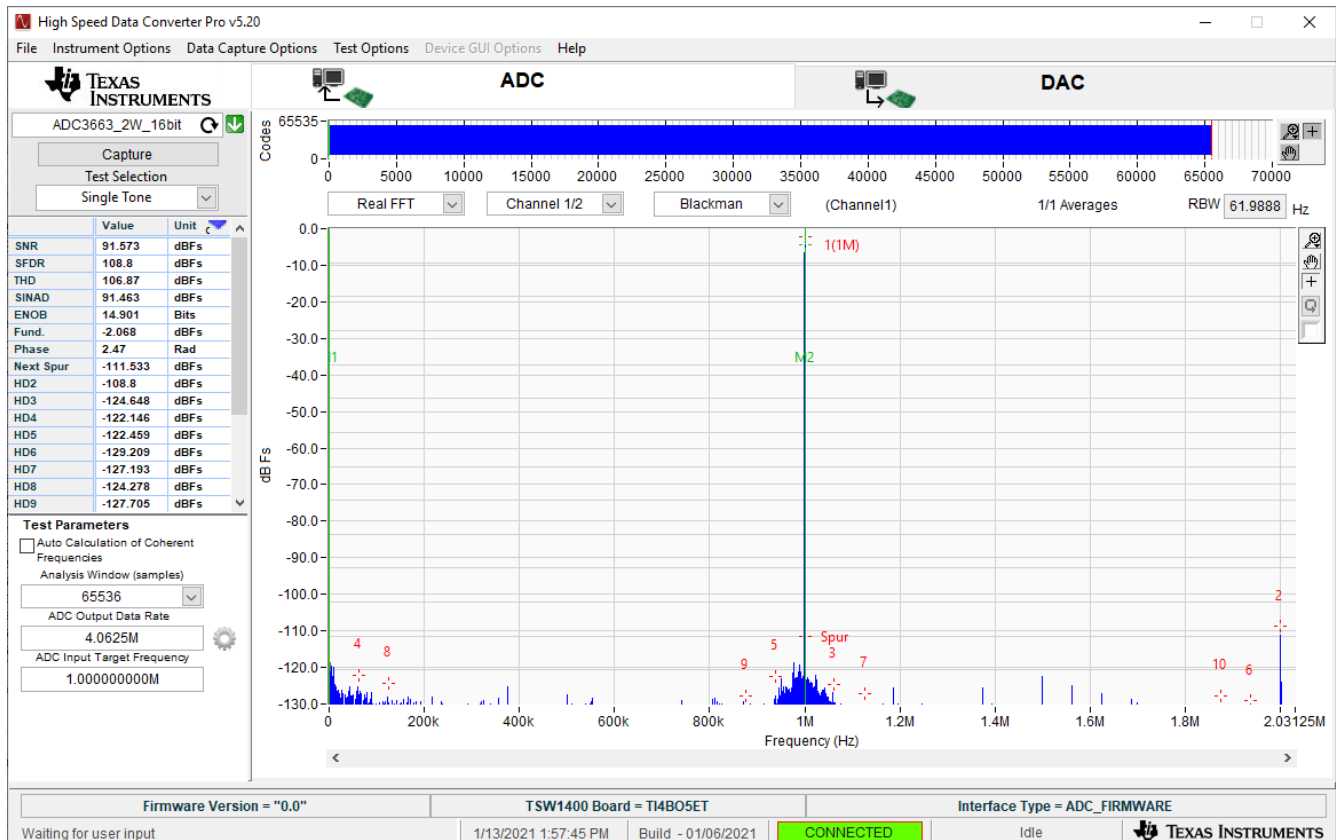 High Speed Data Converter Pro v5.20
File Instrument Options Data Capture Options Test Options Device GUI Options Help
TEXAS INSTRUMENTS
ADC
DAC
ADC3663_2W_16bit
Capture
Test Selection
Single Tone
Value Unit
SNR 91.573 dBFs
SFDR 108.8 dBFs
THD 106.87 dBFs
SINAD 91.463 dBFs
ENOB 14.901 Bits
Fund. -2.068 dBFs
Phase 2.47 Rad
Next Spur -111.533 dBFs
HD2 -108.8 dBFs
HD3 -124.648 dBFs
HD4 -122.146 dBFs
HD5 -122.459 dBFs
HD6 -129.209 dBFs
HD7 -127.193 dBFs
HD8 -124.278 dBFs
HD9 -127.705 dBFs
Test Parameters
Auto Calculation of Coherent
Frequencies
Analysis Window (samples)
65536
ADC Output Data Rate
4.0625M
ADC Input Target Frequency
1.000000000M
Codes
65535
0
0 5000 10000 15000 20000 25000 30000 35000 40000 45000 50000 55000 60000 65000 70000
Real FFT Channel 1/2 Blackman (Channel1) 1/1 Averages RBW 61.9888 Hz
dB Fs
0.0
-10.0
-20.0
-30.0
-40.0
-50.0
-60.0
-70.0
-80.0
-90.0
-100.0
-110.0
-120.0
-130.0
1(1M)
M2
2
4 8 9 5 Spur 3 7 10 6
0 200k 400k 600k 800k 1M 1.2M 1.4M 1.6M 1.8M 2.03125M
Frequency (Hz)
Firmware Version = "0.0" TSW1400 Board = TI4BO5ET Interface Type = ADC_FIRMWARE
Waiting for user input 1/13/2021 1:57:45 PM Build - 01/06/2021 CONNECTED Idle TEXAS INSTRUMENTS